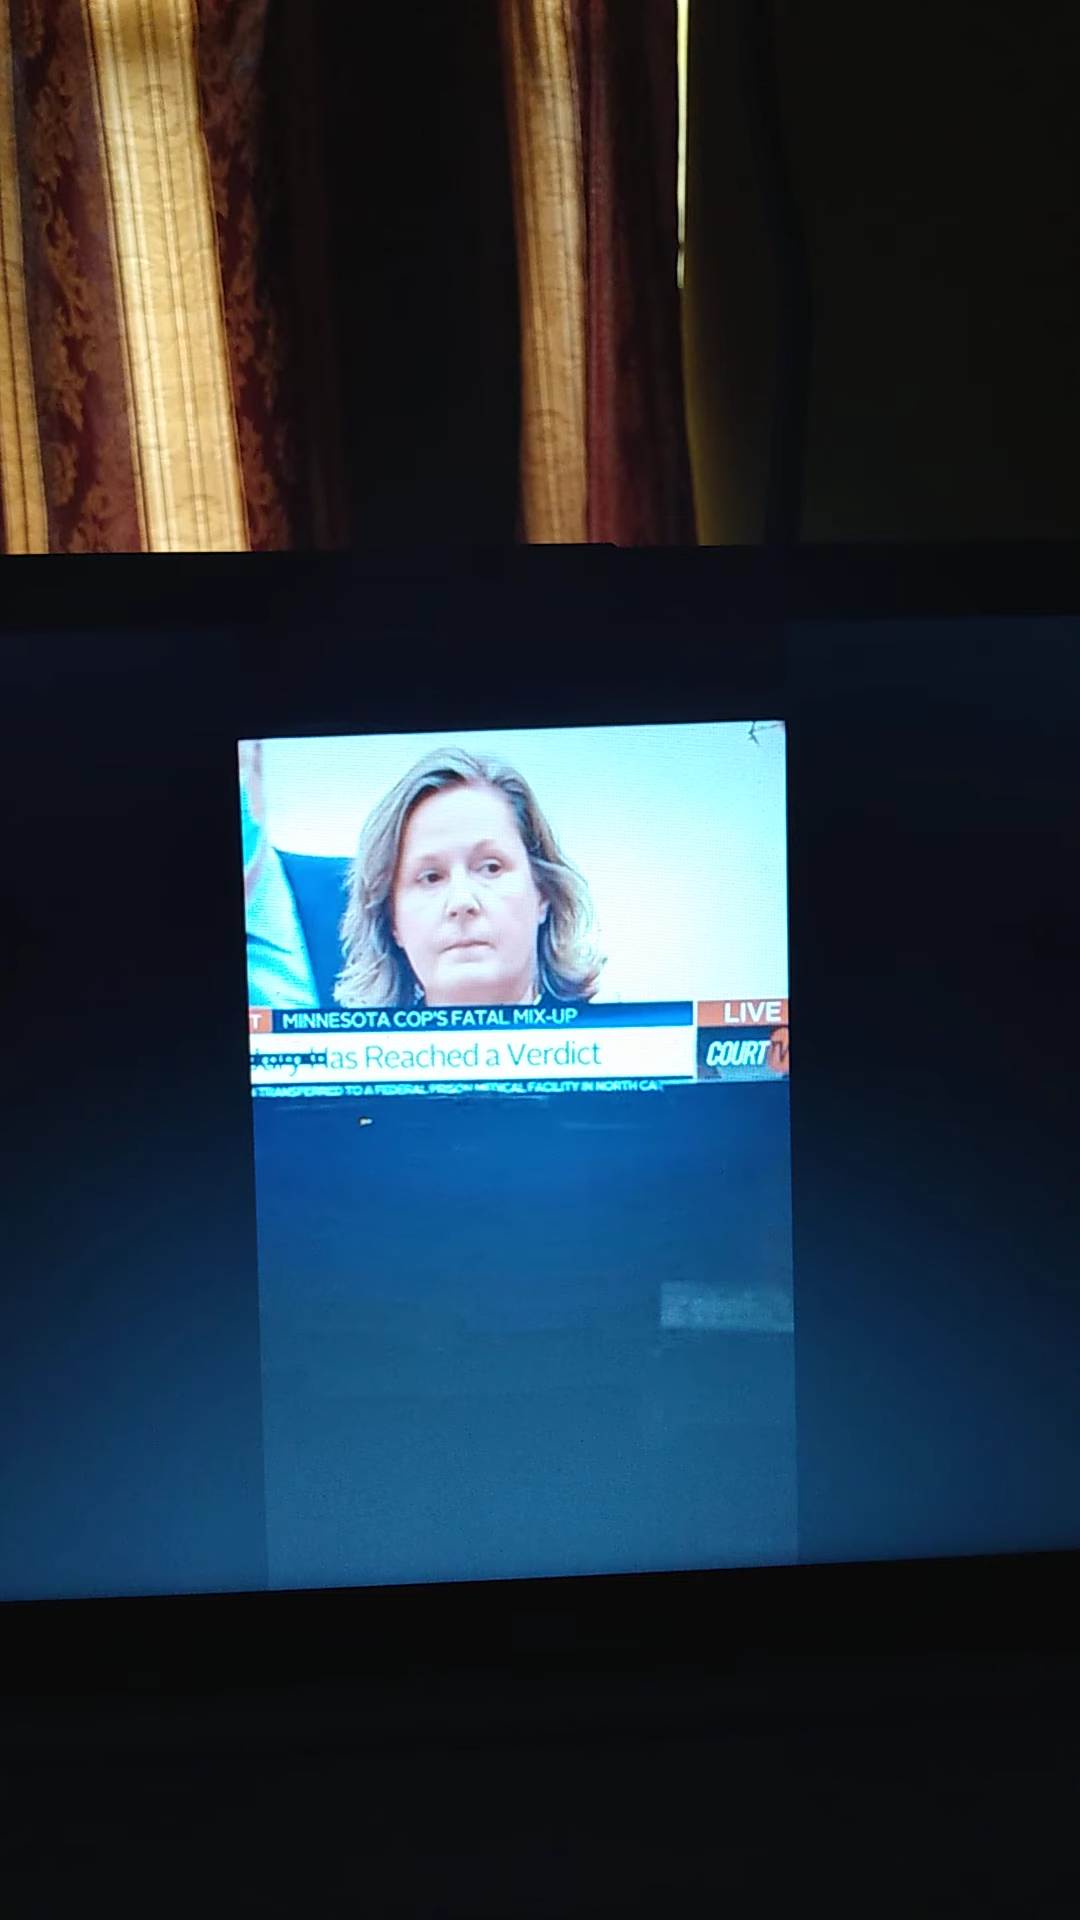 T MINNESOTA COP'S FATAL MIX-UP
LIVE
Has Reached a Verdict
COURT TV
TRANSFERRED TO A FEDERAL PRISON MEDICAL FACILITY IN NORTH CA